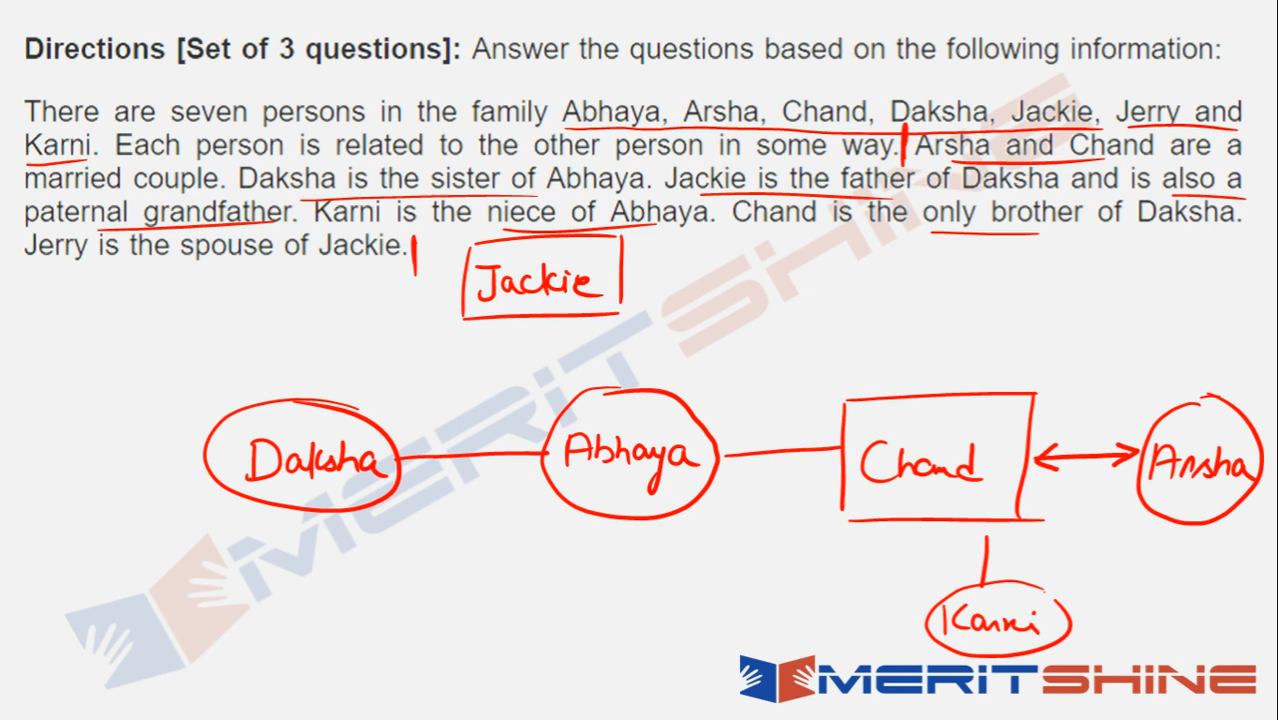 Directions [Set of 3 questions]: Answer the questions based on the following information:
There are seven persons in the family Abhaya, Arsha, Chand, Daksha, Jackie, Jerry and
Karni. Each person is related to the other person in some way. Arsha and Chand are a
married couple. Daksha is the sister of Abhaya. Jackie is the father of Daksha and is also a
paternal grandfather. Karni is the niece of Abhaya. Chand is the only brother of Daksha.
Jerry is the spouse of Jackie.
Jackie
Daksha Abhaya Chand Arsha
Karni
MERITSHINE
MERITSHINE